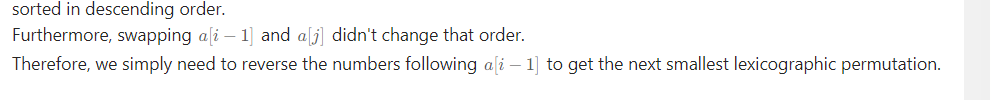 sorted in descending order.
Furthermore, swapping a[i − 1] and a[j] didn't change that order.
Therefore, we simply need to reverse the numbers following a[i − 1] to get the next smallest lexicographic permutation.